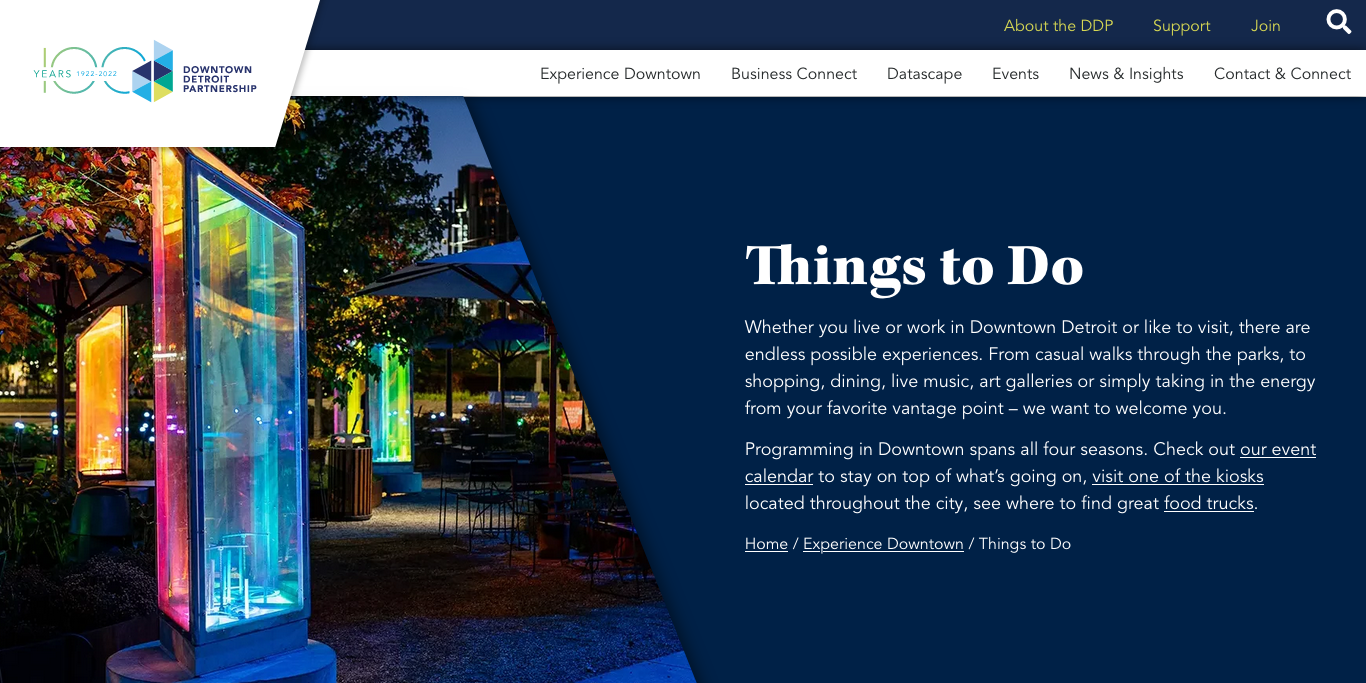 About the DDP Support Join
YEARS 1922-2022
100
DOWNTOWN
DETROIT
PARTNERSHIP
Experience Downtown Business Connect Datascape Events News & Insights Contact & Connect
Things to Do
Whether you live or work in Downtown Detroit or like to visit, there are
endless possible experiences. From casual walks through the parks, to
shopping, dining, live music, art galleries or simply taking in the energy
from your favorite vantage point – we want to welcome you.
Programming in Downtown spans all four seasons. Check out our event
calendar to stay on top of what’s going on, visit one of the kiosks
located throughout the city, see where to find great food trucks.
Home / Experience Downtown / Things to Do